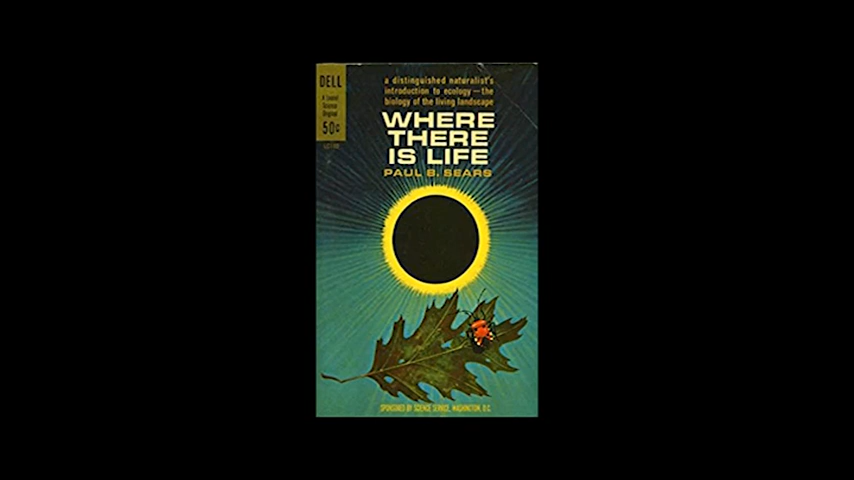 DELL
A Laurel
Science
Original
50¢
a distinguished naturalist's
introduction to ecology—the
biology of the living landscape
WHERE
THERE
IS LIFE
PAUL B. SEARS
SPONSORED BY SCIENCE SERVICE, WASHINGTON, D.C.